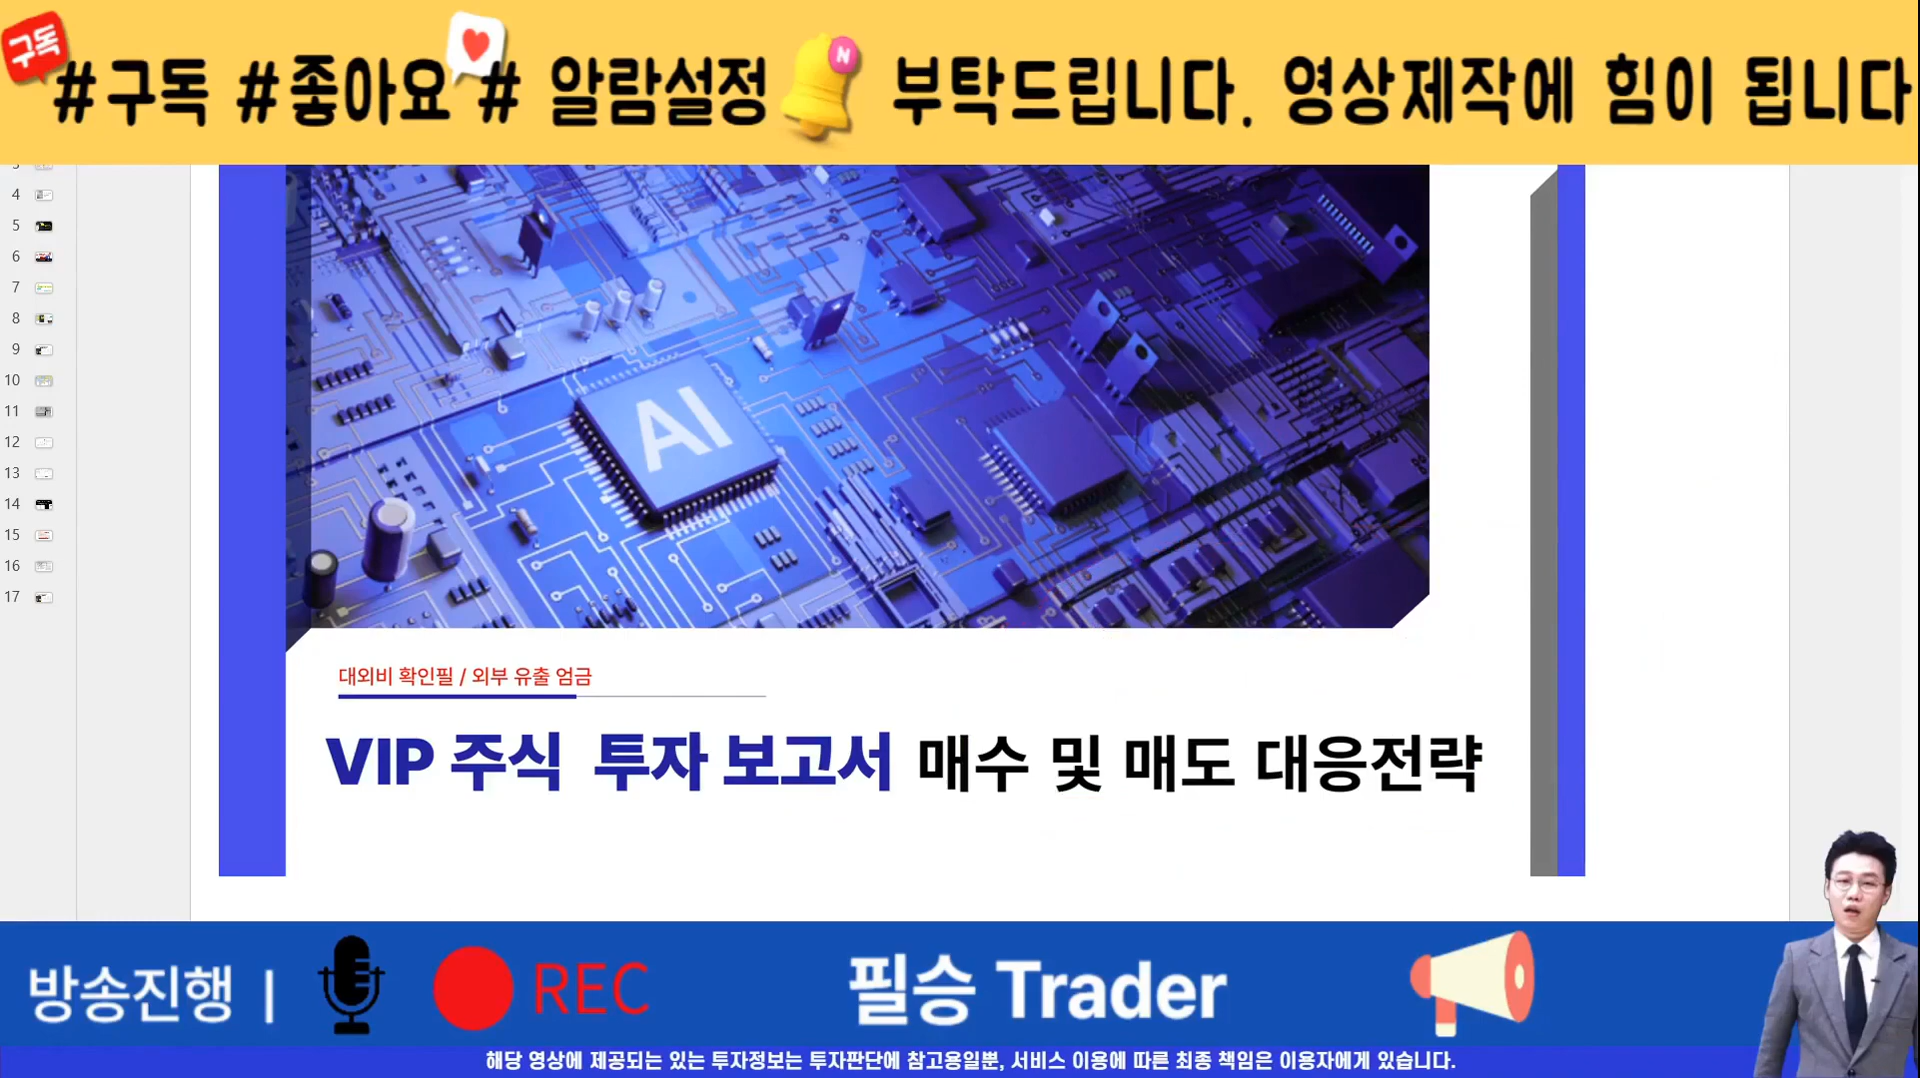 구독
#구독 #좋아요 # 알람설정 N 부탁드립니다. 영상제작에 힘이 됩니다
4
5
6
7
8
9
10
11
12
13
14
15
16
17
AI
대외비 확인필 / 외부 유출 엄금
VIP 주식 투자 보고서 매수 및 매도 대응전략
방송진행 | REC 필승 Trader
해당 영상에 제공되는 있는 투자정보는 투자판단에 참고용일뿐, 서비스 이용에 따른 최종 책임은 이용자에게 있습니다.